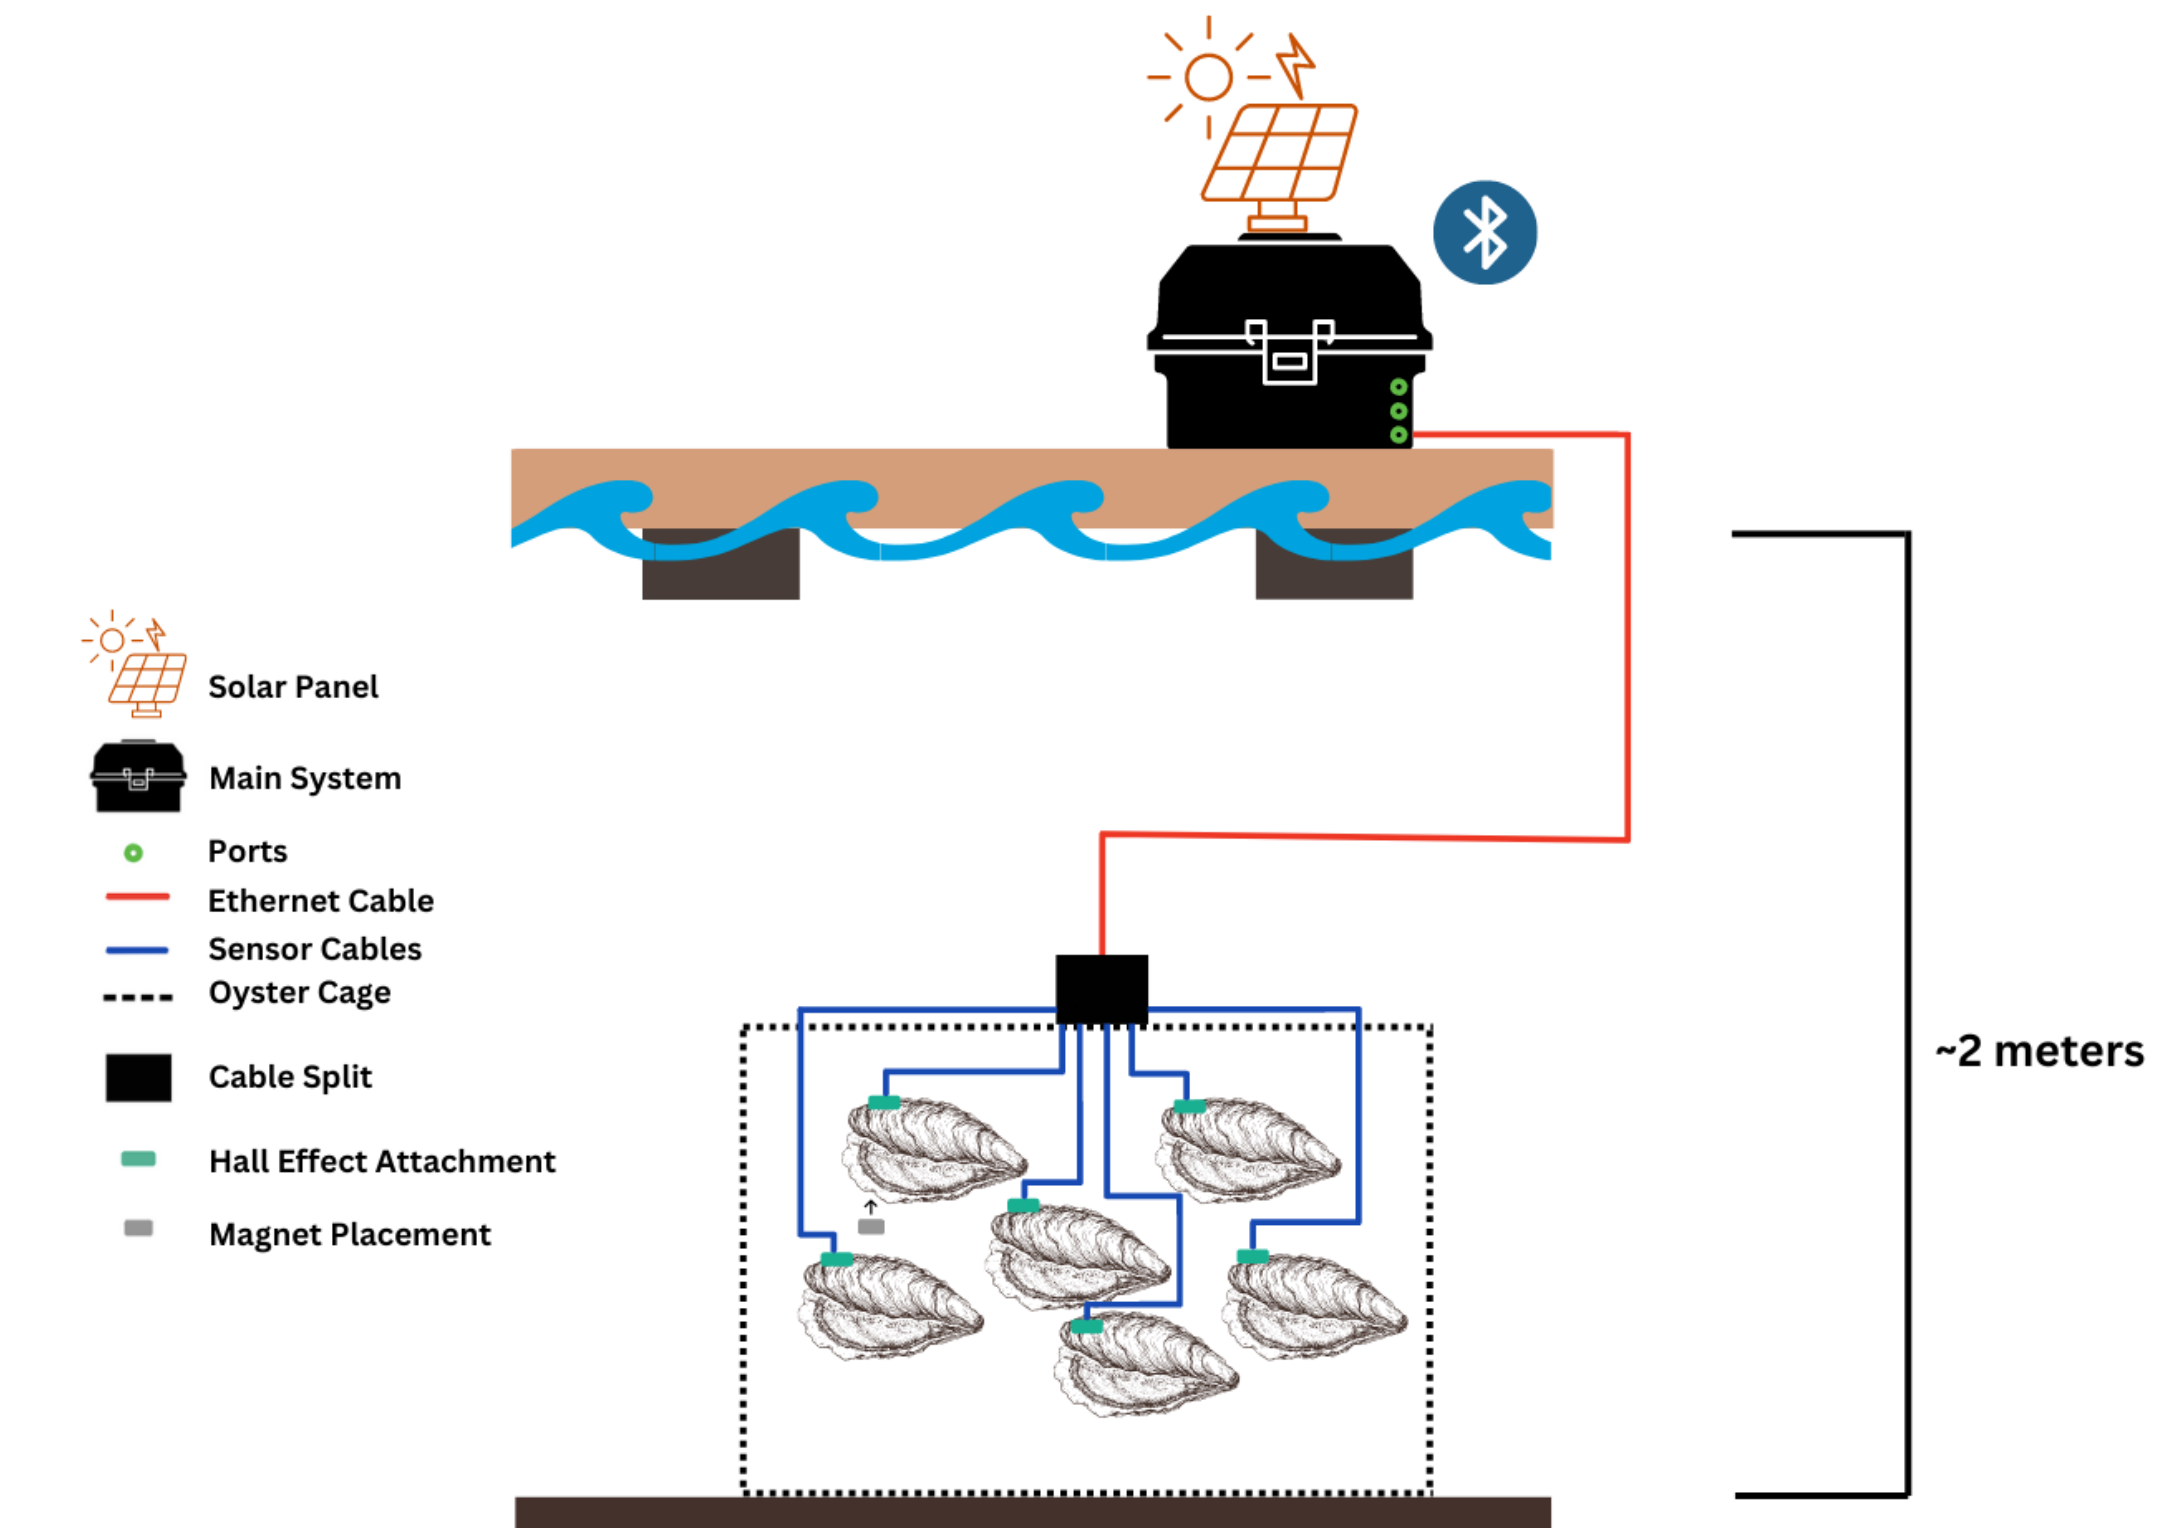 Solar Panel
Main System
Ports
Ethernet Cable
Sensor Cables
Oyster Cage
Cable Split
Hall Effect Attachment
Magnet Placement
~2 meters